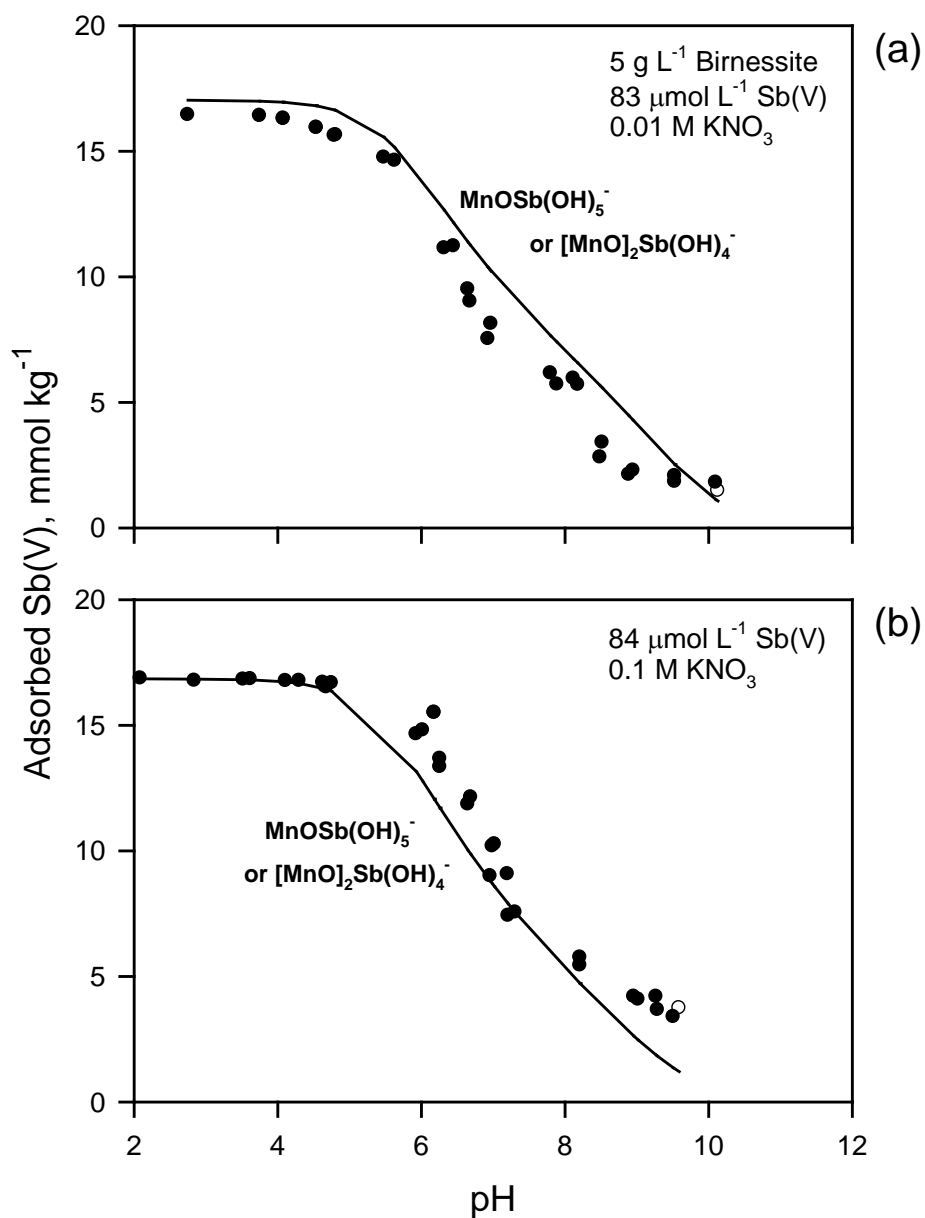 20
(a)
5 g L⁻¹ Birnessite
83 μmol L⁻¹ Sb(V)
0.01 M KNO₃
15
MnOSb(OH)₅⁻
or [MnO]₂Sb(OH)₄⁻
10
5
0
Adsorbed Sb(V), mmol kg⁻¹
20
(b)
84 μmol L⁻¹ Sb(V)
0.1 M KNO₃
15
MnOSb(OH)₅⁻
10
or [MnO]₂Sb(OH)₄⁻
5
0
2 4 6 8 10 12
pH